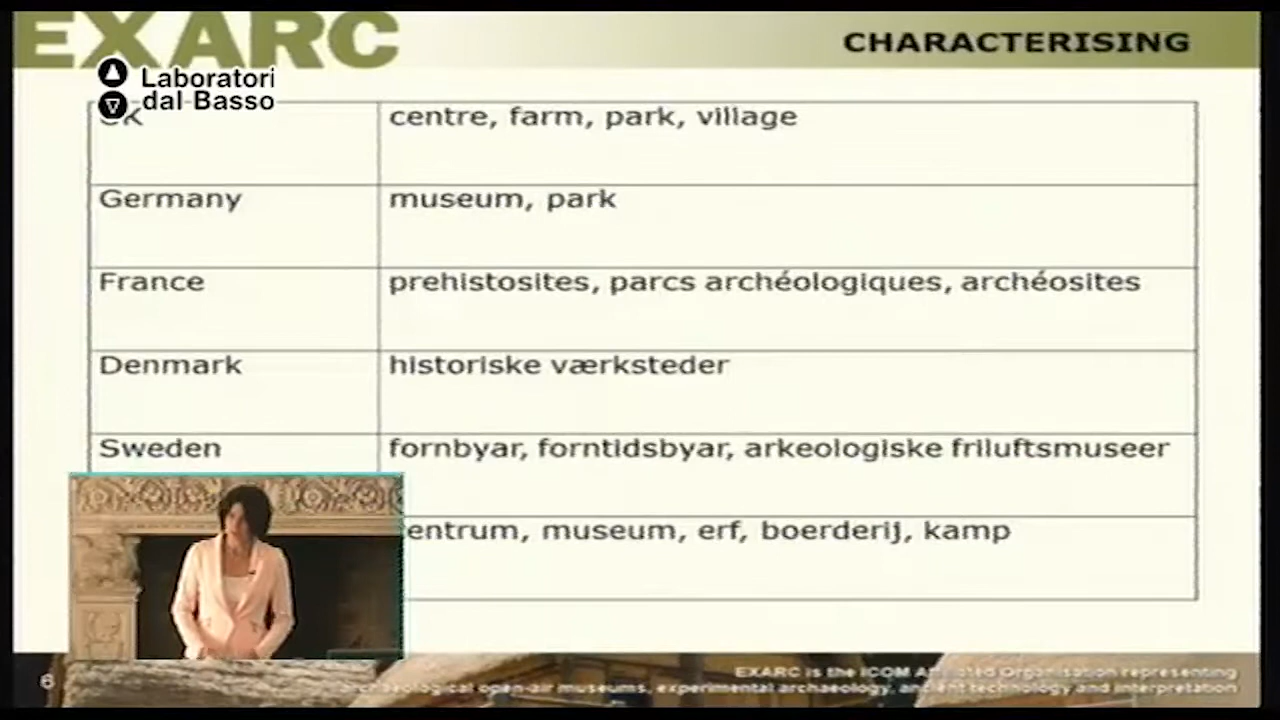 EXARC
CHARACTERISING
Laboratori
dal Basso
centre, farm, park, village
Germany
museum, park
France
prehistosites, parcs archéologiques, archéosites
Denmark
historiske værksteder
Sweden
fornbyar, forntidsbyar, arkeologiske friluftsmuseer
museum, erf, boerderij, kamp
6
EXARC is the ICOM Affiliated Organisation representing
archaeological open-air museums, experimental archaeology, ancient technology and interpretation